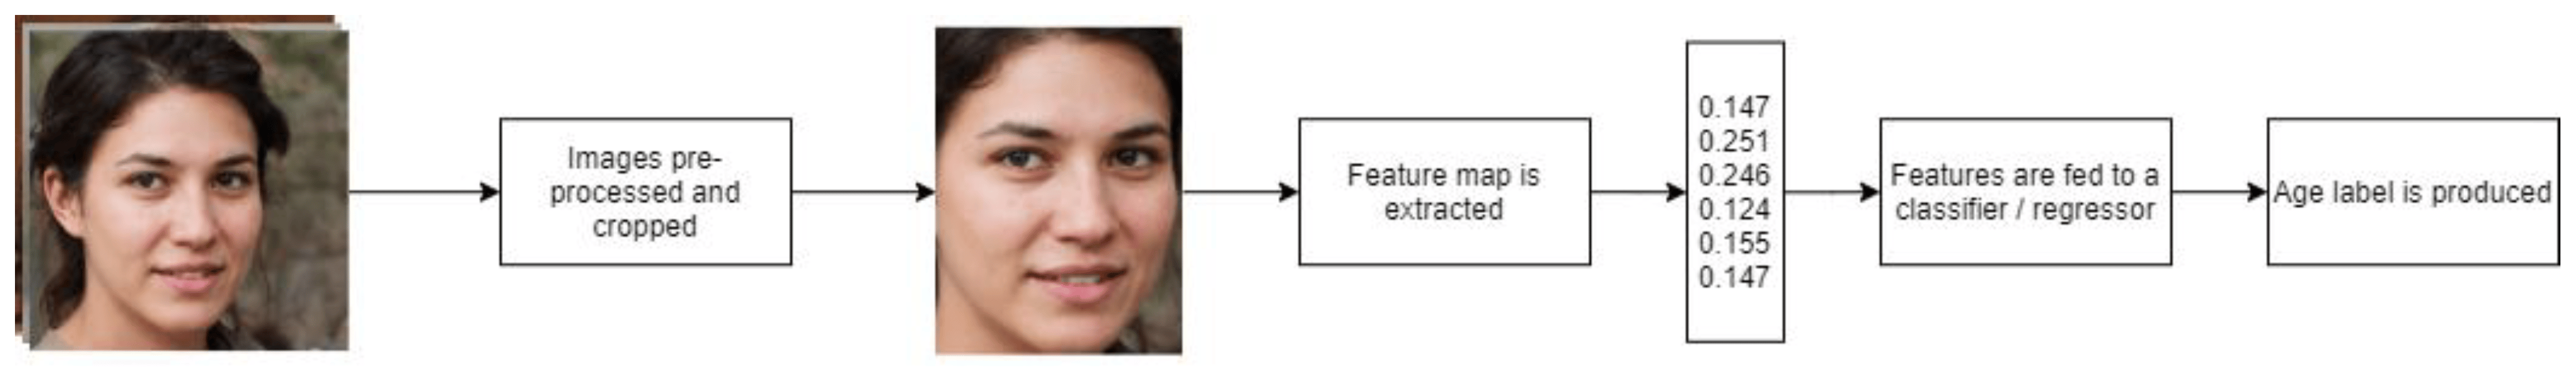 Images pre-
processed and
cropped
Feature map is
extracted
0.147
0.251
0.246
0.124
0.155
0.147
Features are fed to a
classifier / regressor
Age label is produced